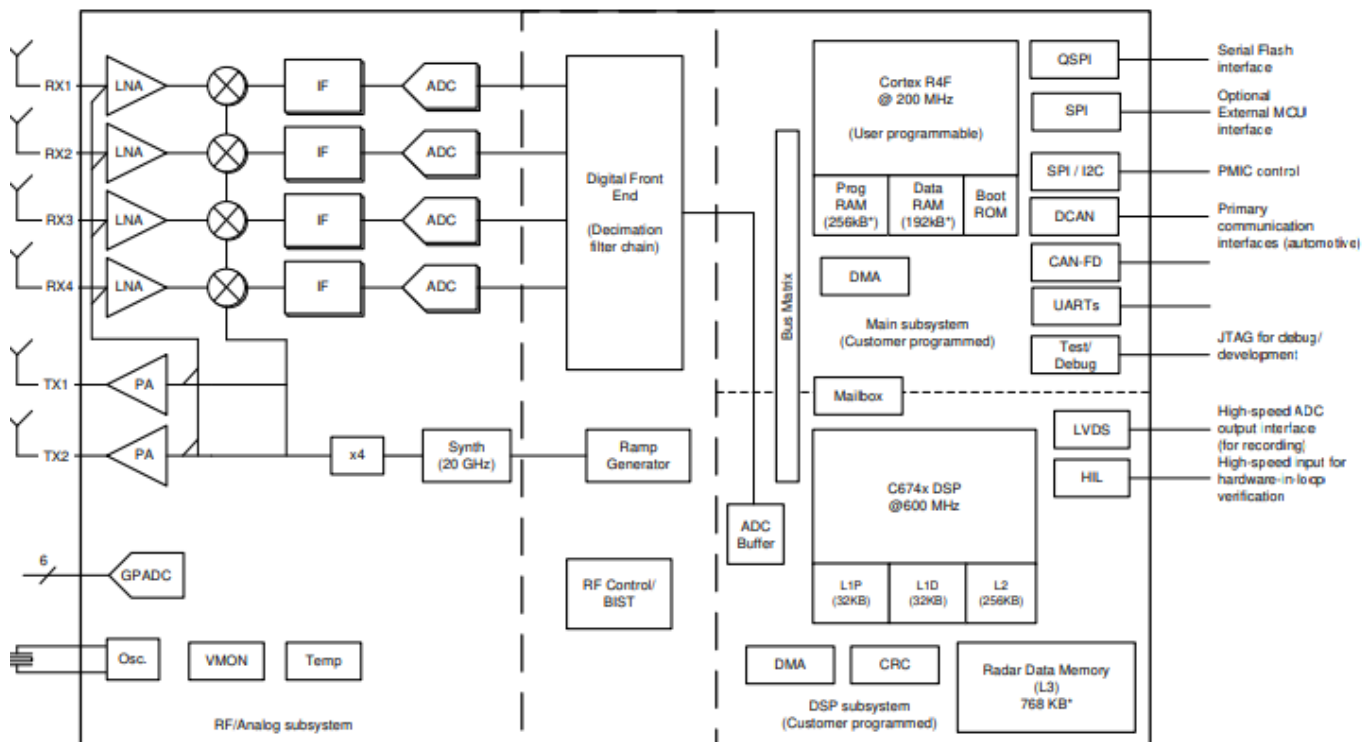 RX1
LNA
IF
ADC
RX2
LNA
IF
ADC
RX3
LNA
IF
ADC
RX4
LNA
IF
ADC
TX1
PA
TX2
PA
x4
Synth
(20 GHz)
6
GPADC
Osc.
VMON
Temp
RF/Analog subsystem
Digital Front
End
(Decimation
filter chain)
Ramp
Generator
RF Control/
BIST
ADC
Buffer
Bus Matrix
Cortex R4F
@ 200 MHz
(User programmable)
Prog
RAM
(256kB*)
Data
RAM
(192kB*)
Boot
ROM
DMA
Main subsystem
(Customer programmed)
Mailbox
QSPI
Serial Flash
interface
SPI
Optional
External MCU
interface
SPI / I2C
PMIC control
DCAN
CAN-FD
Primary
communication
interfaces (automotive)
UARTs
Test/
Debug
JTAG for debug/
development
LVDS
High-speed ADC
output interface
(for recording)
HIL
High-speed input for
hardware-in-loop
verification
C674x DSP
@600 MHz
L1P
(32KB)
L1D
(32KB)
L2
(256KB)
DMA
CRC
Radar Data Memory
(L3)
768 KB*
DSP subsystem
(Customer programmed)